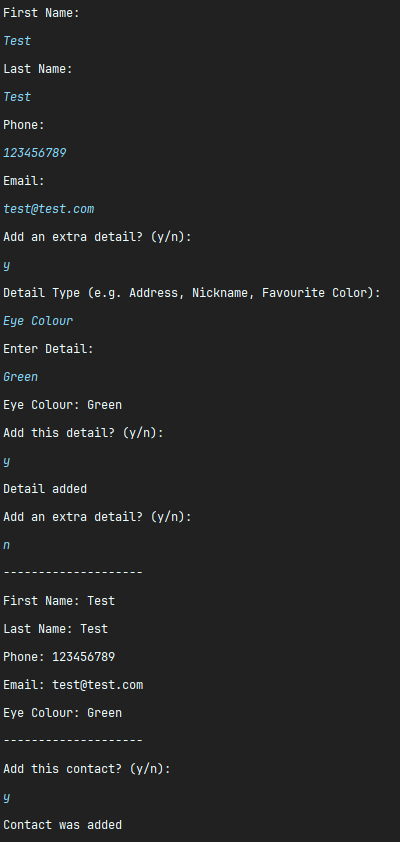 First Name:
Test
Last Name:
Test
Phone:
123456789
Email:
test@test.com
Add an extra detail? (y/n):
y
Detail Type (e.g. Address, Nickname, Favourite Color):
Eye Colour
Enter Detail:
Green
Eye Colour: Green
Add this detail? (y/n):
y
Detail added
Add an extra detail? (y/n):
n
--------------------
First Name: Test
Last Name: Test
Phone: 123456789
Email: test@test.com
Eye Colour: Green
--------------------
Add this contact? (y/n):
y
Contact was added